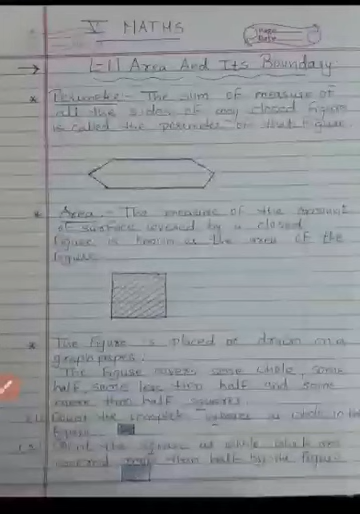 V MATHS
Page
Date
→ L-11 Area And Its Boundary
* Perimeter - The sum of measure of
all the sides of any closed figure
is called the perimeter of that figure.
* Area - The measure of the amount
of surface covered by a closed
figure is known as the area of the
figure.
* The figure is placed or drawn on a
graph paper.
The figure covers some whole, some
half some less than half and some
more than half squares.
Count the complete squares as whole in the
figure
Count the square as whole which are
covered more than half by the figure